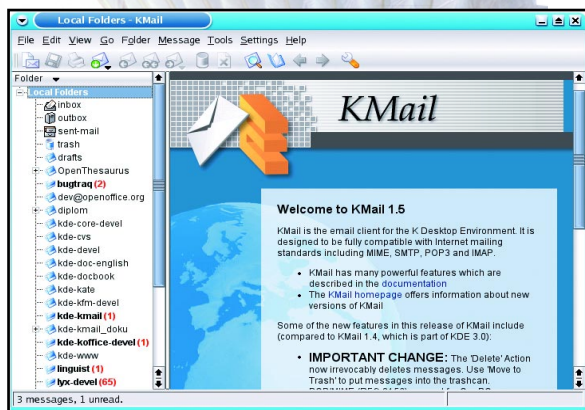 Local Folders - KMail
File Edit View Go Folder Message Tools Settings Help
Folder
Local Folders
inbox
outbox
sent-mail
trash
drafts
OpenThesaurus
bugtraq (2)
dev@openoffice.org
diplom
kde-core-devel
kde-cvs
kde-devel
kde-doc-english
kde-docbook
kde-kate
kde-kfm-devel
kde-kmail (1)
kde-kmail_doku
kde-koffice-devel (1)
kde-www
linguist (1)
lyx-devel (65)
KMail
Welcome to KMail 1.5
KMail is the email client for the K Desktop Environment. It is
designed to be fully compatible with Internet mailing
standards including MIME, SMTP, POP3 and IMAP.
• KMail has many powerful features which are
described in the documentation
• The KMail homepage offers information about new
versions of KMail
Some of the new features in this release of KMail include
(compared to KMail 1.4, which is part of KDE 3.0):
• IMPORTANT CHANGE: The 'Delete' Action
now irrevocably deletes messages. Use 'Move to
Trash' to put messages into the trashcan.
3 messages, 1 unread.